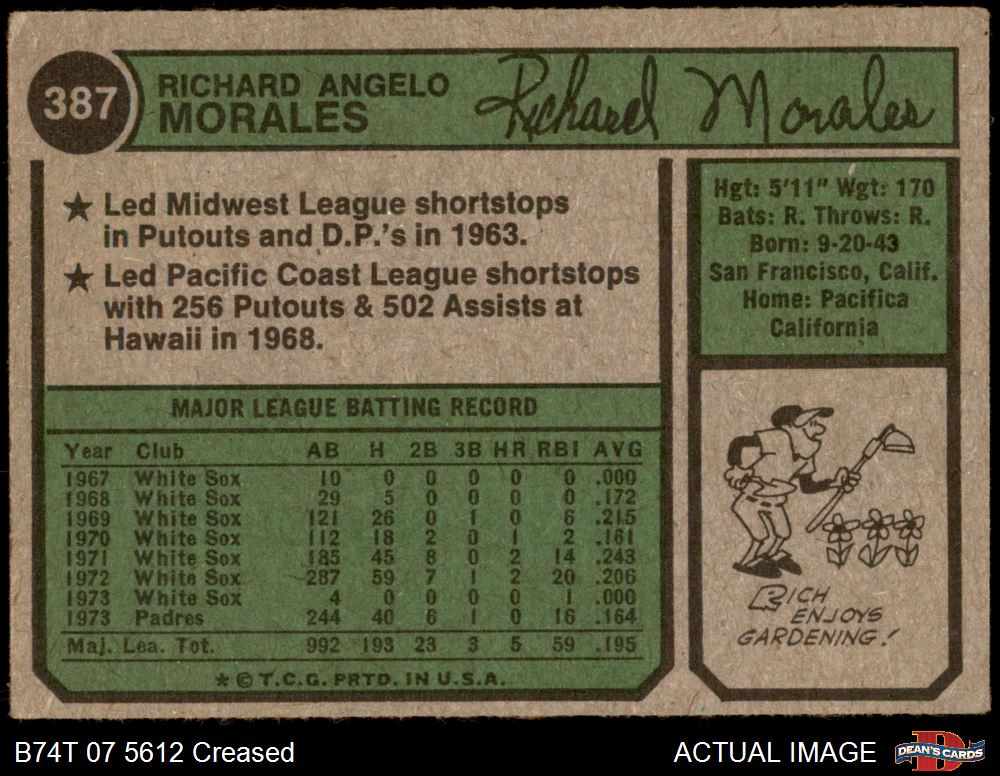 387
RICHARD ANGELO
MORALES
Richard Morales
★ Led Midwest League shortstops
in Putouts and D.P.'s in 1963.
★ Led Pacific Coast League shortstops
with 256 Putouts & 502 Assists at
Hawaii in 1968.
Hgt: 5'11" Wgt: 170
Bats: R. Throws: R.
Born: 9-20-43
San Francisco, Calif.
Home: Pacifica
California
MAJOR LEAGUE BATTING RECORD
Year Club AB H 2B 3B HR RBI AVG
1967 White Sox 10 0 0 0 0 0 .000
1968 White Sox 29 5 0 0 0 0 .172
1969 White Sox 121 26 0 1 0 6 .215
1970 White Sox 112 18 2 0 1 2 .161
1971 White Sox 185 45 8 0 2 14 .243
1972 White Sox 287 59 7 1 2 20 .206
1973 White Sox 4 0 0 0 0 1 .000
1973 Padres 244 40 6 1 0 16 .164
Maj. Lea. Tot. 992 193 23 3 5 59 .195
* © T.C.G. PRTD. IN U.S.A.
RICH
ENJOYS
GARDENING!
B74T 07 5612 Creased
ACTUAL IMAGE
DEAN'S CARDS